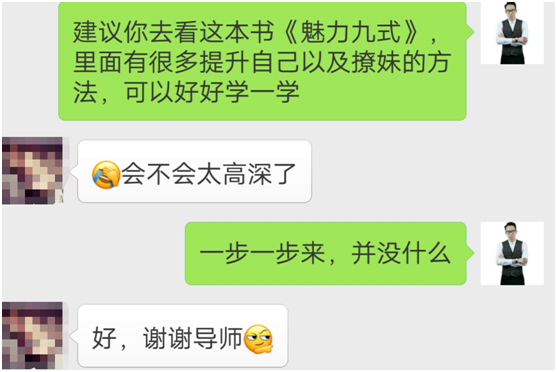 建议你去看这本书《魅力九式》，
里面有很多提升自己以及撩妹的方
法，可以好好学一学
会不会太高深了
一步一步来，并没什么
好，谢谢导师